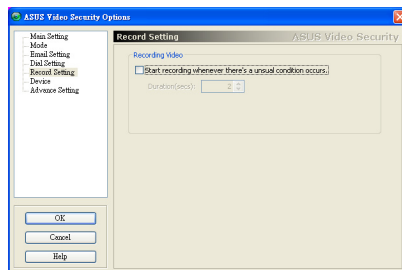 ASUS Video Security Options
Main Setting
Mode
Email Setting
Dial Setting
Record Setting
Device
Advance Setting
OK
Cancel
Help
Record Setting
ASUS Video Security
Recording Video
Start recording whenever there's a unsual condition occurs.
Duration(secs):
2